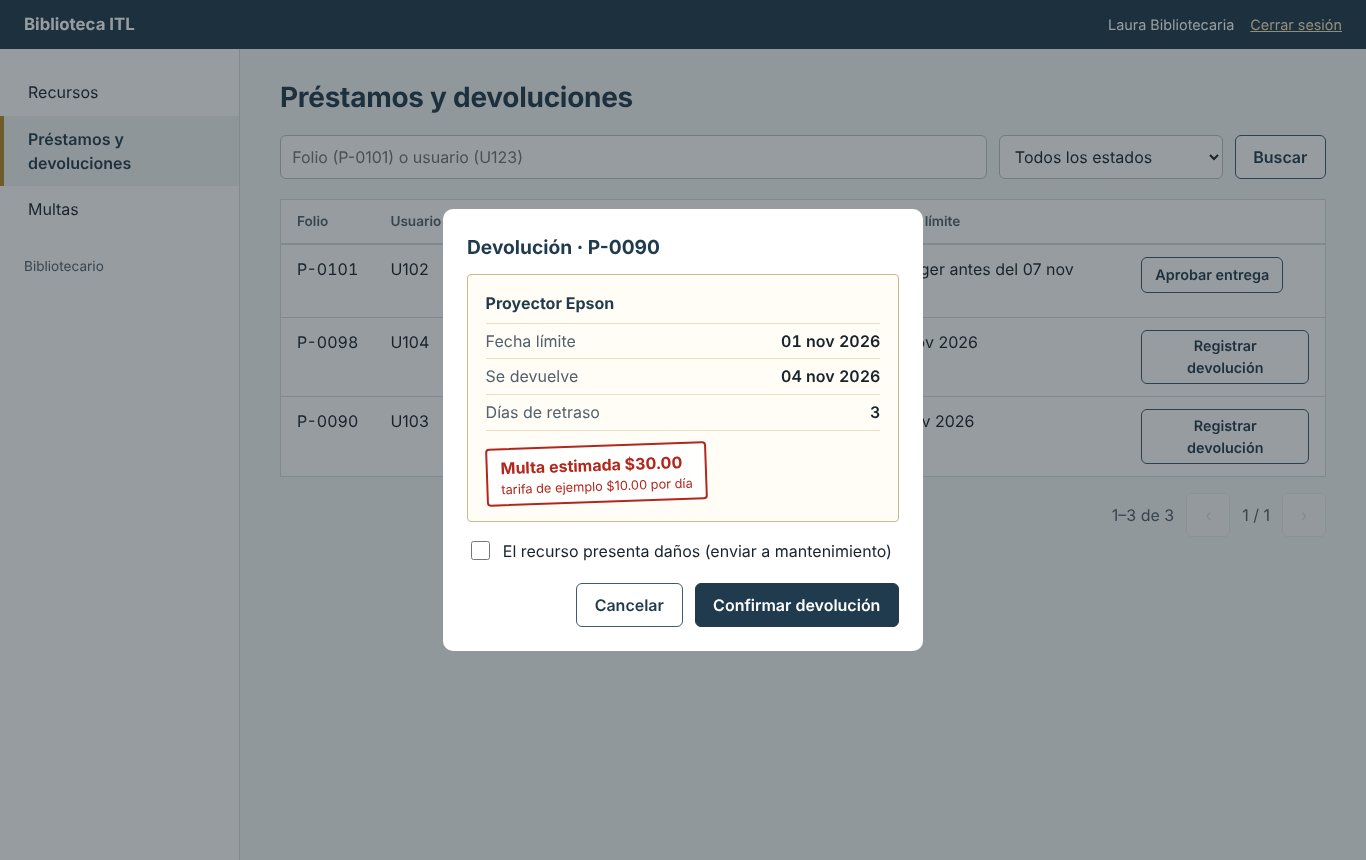 Biblioteca ITL
Laura Bibliotecaria
Cerrar sesión
Recursos
Préstamos y
devoluciones
Multas
Bibliotecario
Préstamos y devoluciones
Folio (P-0101) o usuario (U123)
Todos los estados
Buscar
Folio
Usuario
límite
P-0101
U102
antes del 07 nov
Aprobar entrega
P-0098
U104
2026
Registrar
devolución
P-0090
U103
2026
Registrar
devolución
1–3 de 3
‹
1 / 1
›
Devolución · P-0090
Proyector Epson
Fecha límite
01 nov 2026
Se devuelve
04 nov 2026
Días de retraso
3
Multa estimada $30.00
tarifa de ejemplo $10.00 por día
El recurso presenta daños (enviar a mantenimiento)
Cancelar
Confirmar devolución